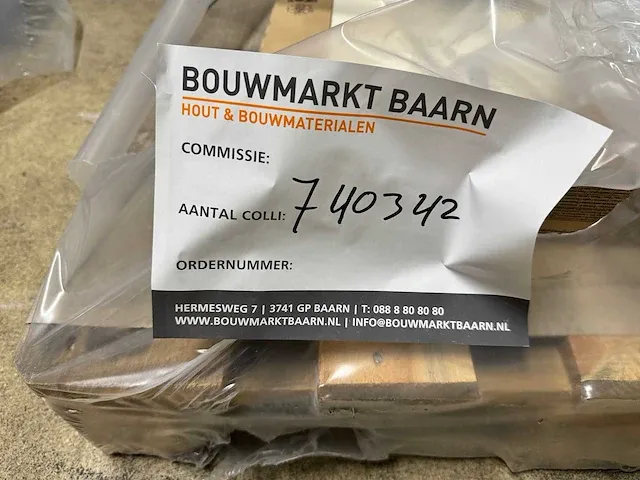 BOUWMARKT BAARN
HOUT & BOUWMATERIALEN
COMMISSIE:
AANTAL COLLI: 740342
ORDERNUMMER:
HERMESWEG 7 | 3741 GP BAARN | T: 088 8 80 80 80
WWW.BOUWMARKTBAARN.NL | INFO@BOUWMARKTBAARN.NL